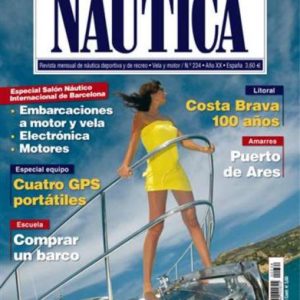 NÁUTICA
Revista mensual de náutica deportiva y de recreo • Vela y motor / N.º 234 • Año XX • España 3,60 €
Especial Salón Náutico
Internacional de Barcelona
• Embarcaciones
a motor y vela
• Electrónica
• Motores
Litoral
Costa Brava
100 años
Especial equipo
Cuatro GPS
portátiles
Amarres
Puerto
de Ares
Escuela
Comprar
un barco